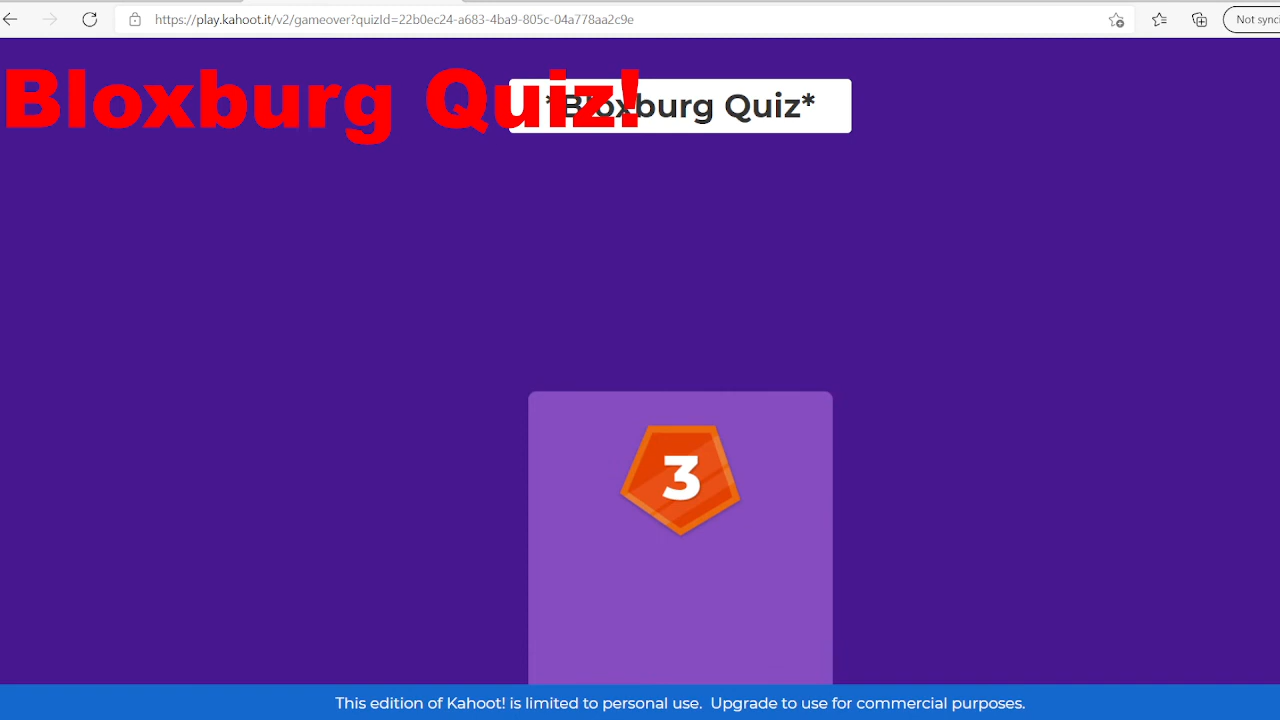 https://play.kahoot.it/v2/gameover?quizId=22b0ec24-a683-4ba9-805c-04a778aa2c9e
Not sync
Bloxburg Quiz!
*Bloxburg Quiz*
3
This edition of Kahoot! is limited to personal use. Upgrade to use for commercial purposes.